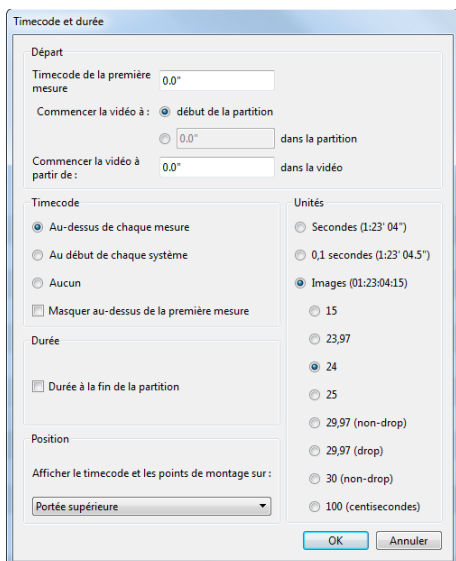 Timecode et durée
Départ
Timecode de la première
mesure
0.0"
Commencer la vidéo à :
début de la partition
0.0"
dans la partition
Commencer la vidéo à
partir de :
0.0"
dans la vidéo
Timecode
Au-dessus de chaque mesure
Au début de chaque système
Aucun
Masquer au-dessus de la première mesure
Durée
Durée à la fin de la partition
Position
Afficher le timecode et les points de montage sur :
Portée supérieure
Unités
Secondes (1:23' 04")
0,1 secondes (1:23' 04.5")
Images (01:23:04:15)
15
23,97
24
25
29,97 (non-drop)
29,97 (drop)
30 (non-drop)
100 (centisecondes)
OK
Annuler